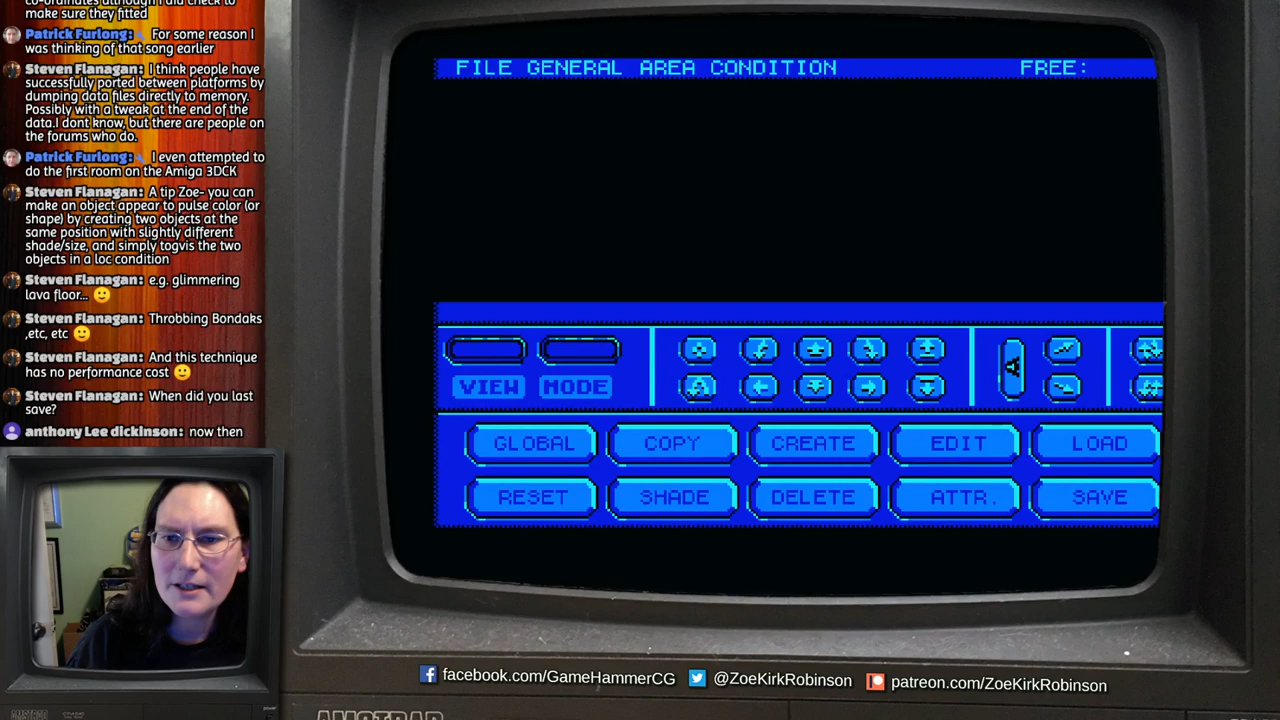 co-ordinates although I did check to
make sure they fitted
Patrick Furlong: For some reason I
was thinking of that song earlier
Steven Flanagan: I think people have
successfully ported between platforms by
dumping data files directly to memory.
Possibly with a tweak at the end of the
data.I dont know, but there are people on
the forums who do.
Patrick Furlong: I even attempted to
do the first room on the Amiga 3DCK
Steven Flanagan: A tip Zoe- you can
make an object appear to pulse color (or
shape) by creating two objects at the
same position with slightly different
shade/size, and simply togvis the two
objects in a loc condition
Steven Flanagan: e.g. glimmering
lava floor... 🙂
Steven Flanagan: Throbbing Bondaks
,etc, etc 🙂
Steven Flanagan: And this technique
has no performance cost 🙂
Steven Flanagan: When did you last
save?
anthony Lee dickinson: now then
FILE GENERAL AREA CONDITION FREE:
VIEW MODE
A
GLOBAL COPY CREATE EDIT LOAD
RESET SHADE DELETE ATTR. SAVE
facebook.com/GameHammerCG @ZoeKirkRobinson patreon.com/ZoeKirkRobinson